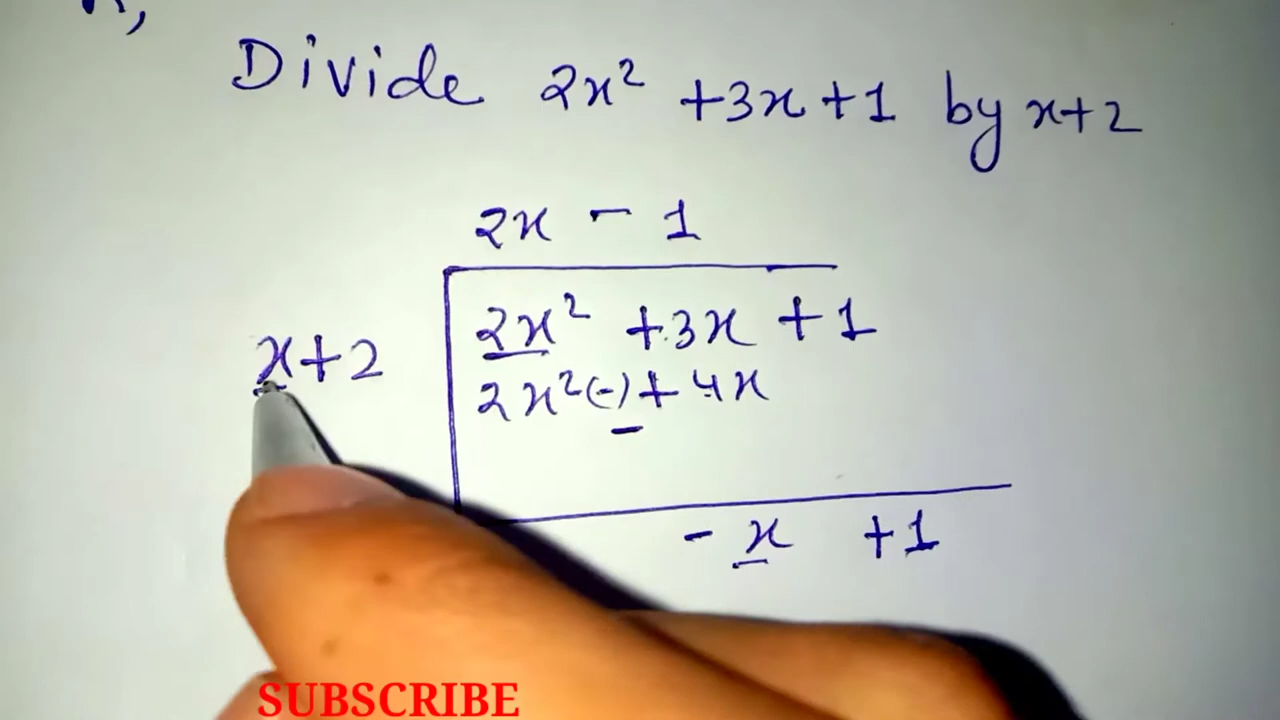 Divide 2x² +3x+1 by x+2
2x - 1
x+2 2x² +3x +1
2x²(-)+4x
-
-x +1
SUBSCRIBE